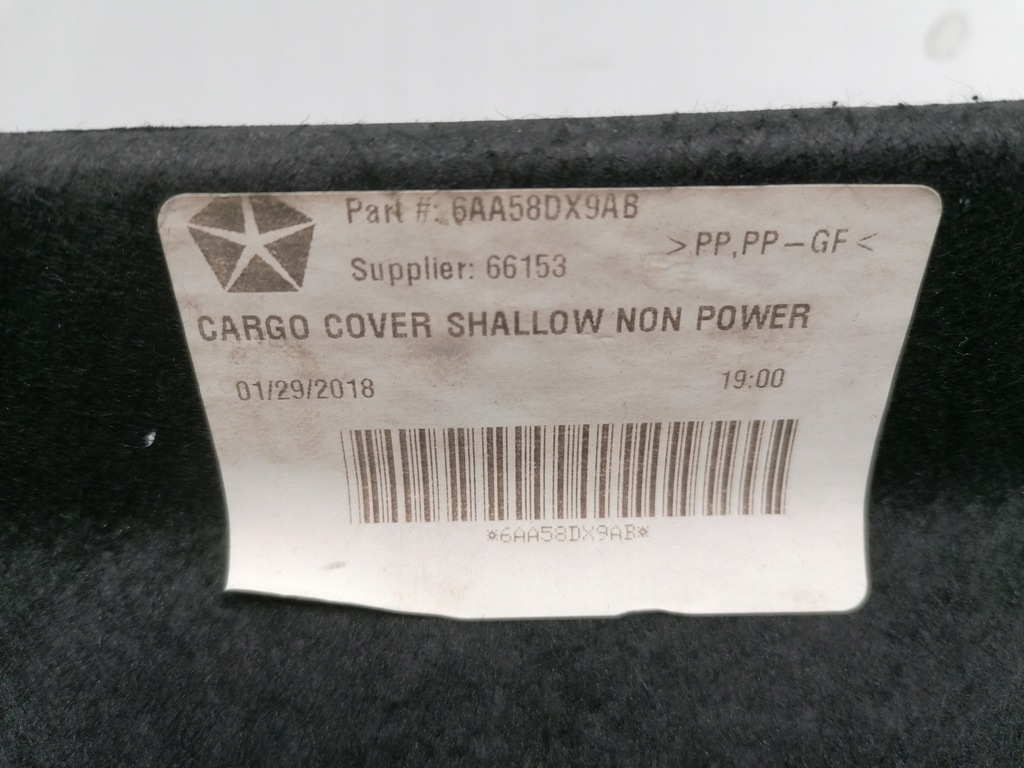 Part #: 6AA58DX9AB
>PP,PP-GF<
Supplier: 66153
CARGO COVER SHALLOW NON POWER
01/29/2018 19:00
*6AA58DX9AB*